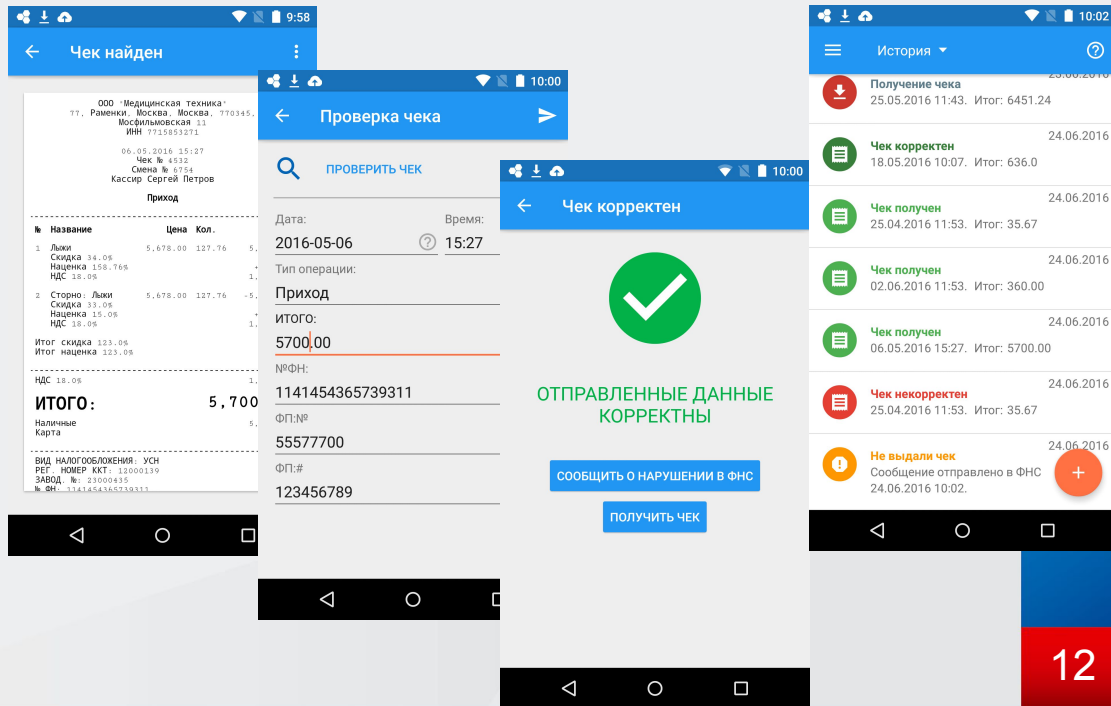 9:58
Чек найден
ООО "Медицинская техника"
77, Раменки, Москва, Москва, 770345,
Мосфильмовская 11
ИНН 7715853271
06.05.2016 15:27
Чек № 4532
Смена № 6754
Кассир Сергей Петров
Приход
№ Название Цена Кол.
1 Лыжи 5,678.00 127.76 5,
Скидка 34.0%
Наценка 158.76%
НДС 18.0% 1,
2 Сторно: Лыжи 5,678.00 127.76 -5,
Скидка 33.0%
Наценка 15.0%
НДС 18.0% 1,
Итог скидка 123.0%
Итог наценка 123.0%
НДС 18.0% 1,
ИТОГО: 5,700
Наличные 5,
Карта
ВИД НАЛОГООБЛОЖЕНИЯ: УСН
РЕГ. НОМЕР ККТ: 12000139
ЗАВОД. №: 23000435
№ ФН: 1141454365739311
10:00
Проверка чека
ПРОВЕРИТЬ ЧЕК
Дата: Время:
2016-05-06 15:27
Тип операции:
Приход
ИТОГО:
5700.00
№ФН:
1141454365739311
ФП:№
55577700
ФП:#
123456789
10:00
Чек корректен
ОТПРАВЛЕННЫЕ ДАННЫЕ
КОРРЕКТНЫ
СООБЩИТЬ О НАРУШЕНИИ В ФНС
ПОЛУЧИТЬ ЧЕК
10:02
История
Получение чека
25.05.2016 11:43. Итог: 6451.24
24.06.2016
Чек корректен
18.05.2016 10:07. Итог: 636.0
24.06.2016
Чек получен
25.04.2016 11:53. Итог: 35.67
24.06.2016
Чек получен
02.06.2016 11:53. Итог: 360.00
24.06.2016
Чек получен
06.05.2016 15:27. Итог: 5700.00
24.06.2016
Чек некорректен
25.04.2016 11:53. Итог: 35.67
24.06.2016
Не выдали чек
Сообщение отправлено в ФНС
24.06.2016 10:02.
12